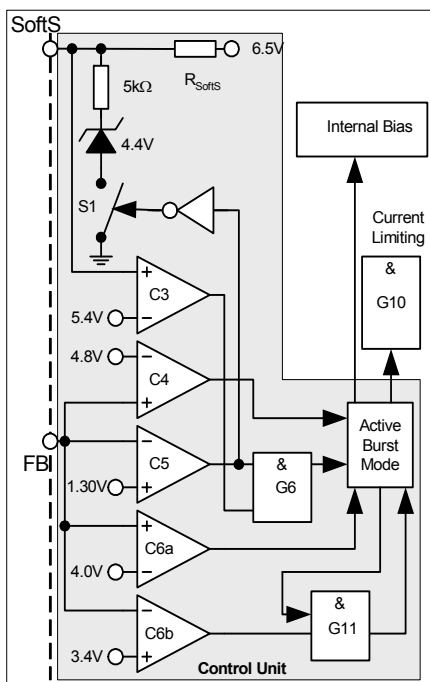 SoftS
6.5V
5kΩ
RSoftS
4.4V
Internal Bias
S1
Current
Limiting
&
G10
+
C3
5.4V
-
4.8V
-
C4
+
Active
Burst
Mode
FB
-
C5
&
G6
1.30V
+
+
C6a
4.0V
-
-
&
G11
C6b
3.4V
+
Control Unit